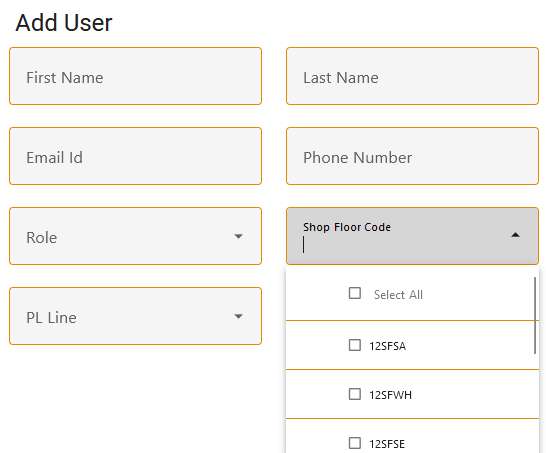 Add User
First Name
Last Name
Email Id
Phone Number
Role
Shop Floor Code
PL Line
Select All
12SFSA
12SFWH
12SFSE